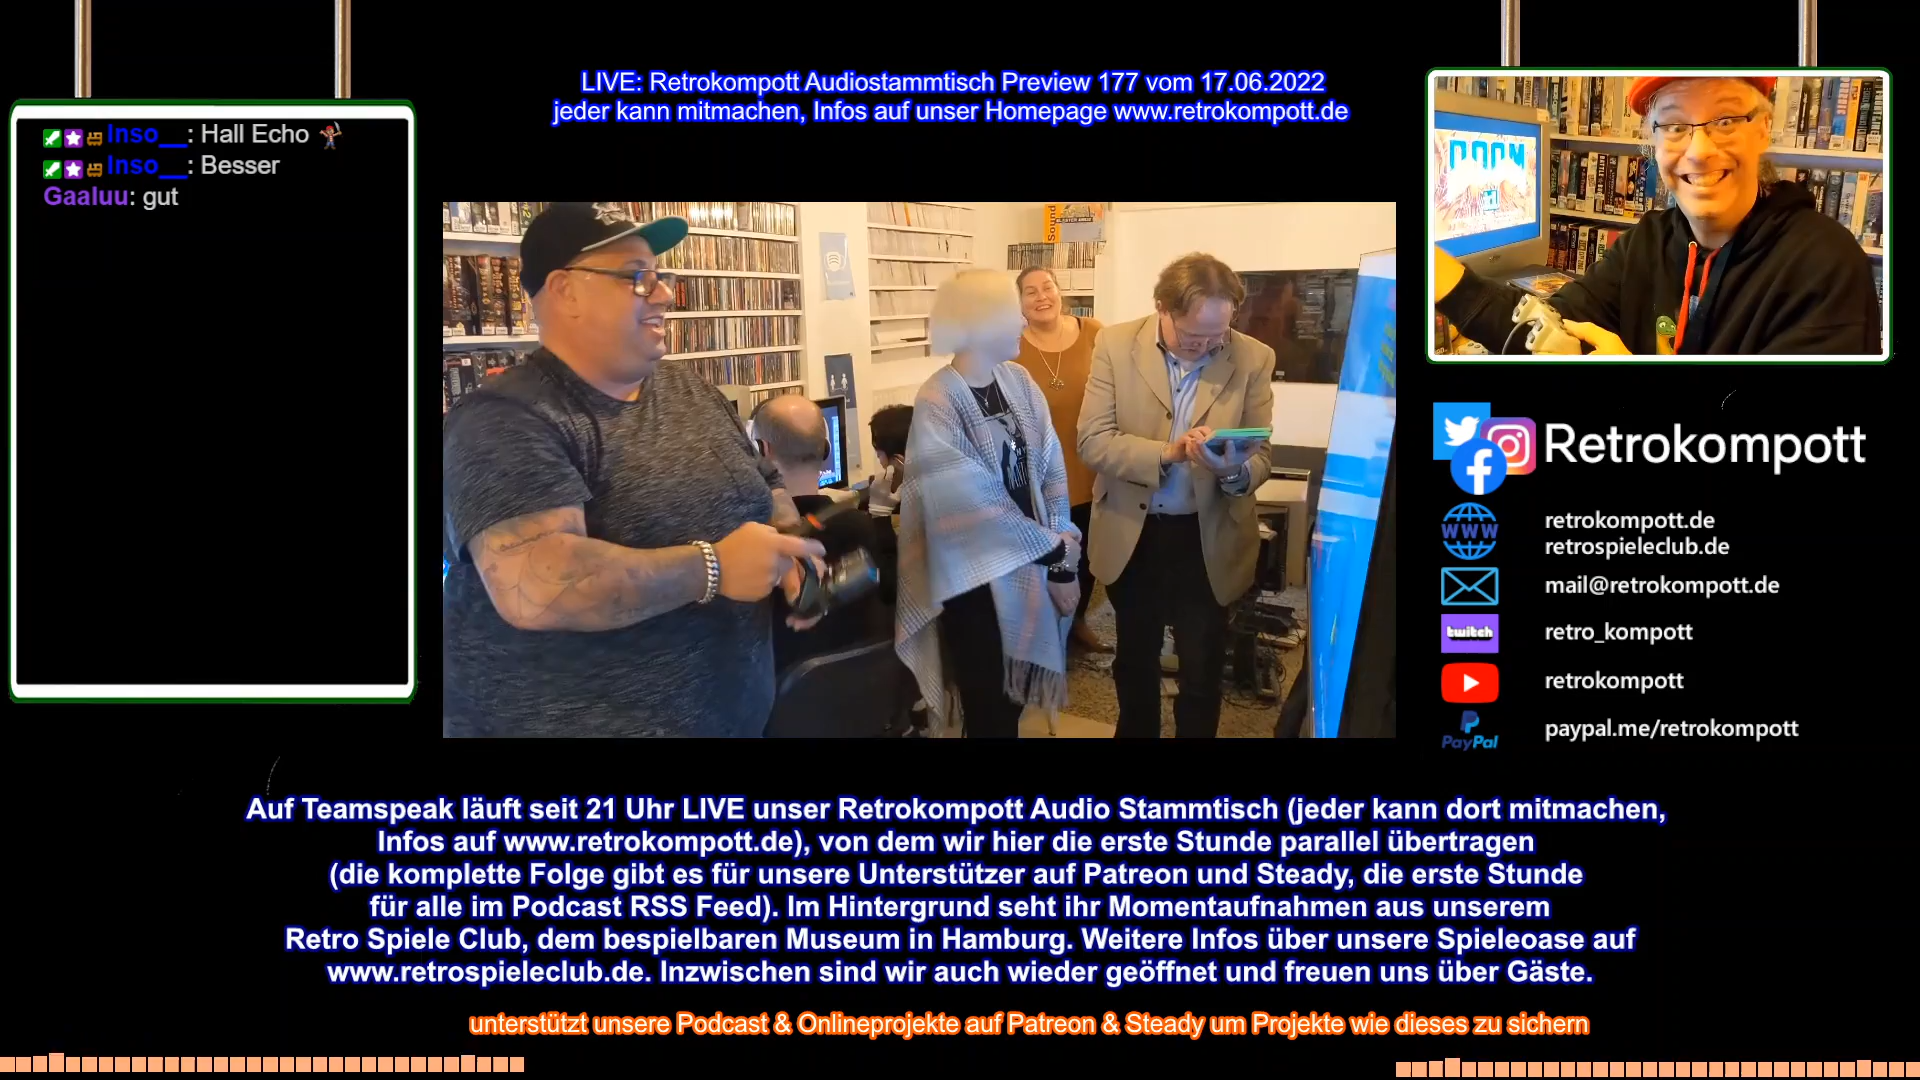 LIVE: Retrokompott Audiostammtisch Preview 177 vom 17.06.2022
jeder kann mitmachen, Infos auf unser Homepage www.retrokompott.de
Inso__: Hall Echo
Inso__: Besser
Gaaluu: gut
Sound
DOOM
Retrokompott
WWW
retrokompott.de
retrospieleclub.de
mail@retrokompott.de
twitch
retro_kompott
retrokompott
PayPal
paypal.me/retrokompott
Auf Teamspeak läuft seit 21 Uhr LIVE unser Retrokompott Audio Stammtisch (jeder kann dort mitmachen,
Infos auf www.retrokompott.de), von dem wir hier die erste Stunde parallel übertragen
(die komplette Folge gibt es für unsere Unterstützer auf Patreon und Steady, die erste Stunde
für alle im Podcast RSS Feed). Im Hintergrund seht ihr Momentaufnahmen aus unserem
Retro Spiele Club, dem bespielbaren Museum in Hamburg. Weitere Infos über unsere Spieleoase auf
www.retrospieleclub.de. Inzwischen sind wir auch wieder geöffnet und freuen uns über Gäste.
unterstützt unsere Podcast & Onlineprojekte auf Patreon & Steady um Projekte wie dieses zu sichern